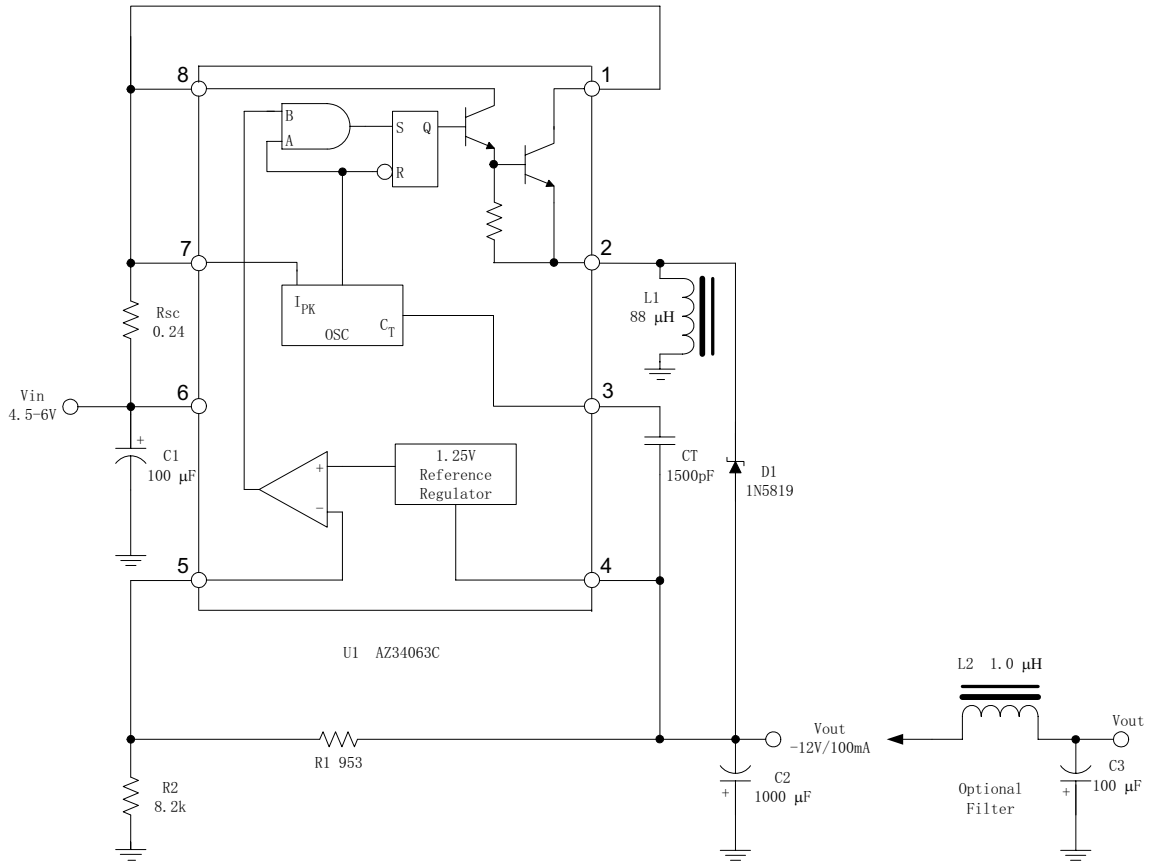 8
1
B
A
S
Q
R
7
2
I_PK
OSC
C_T
Rsc
0.24
L1
88 μH
Vin
4.5-6V
6
3
C1
+
100 μF
CT
1500pF
1.25V
Reference
Regulator
+
−
D1
1N5819
5
4
U1 AZ34063C
L2 1.0 μH
R1 953
Vout
-12V/100mA
Vout
R2
8.2k
C2
1000 μF
+
Optional
Filter
C3
100 μF
+